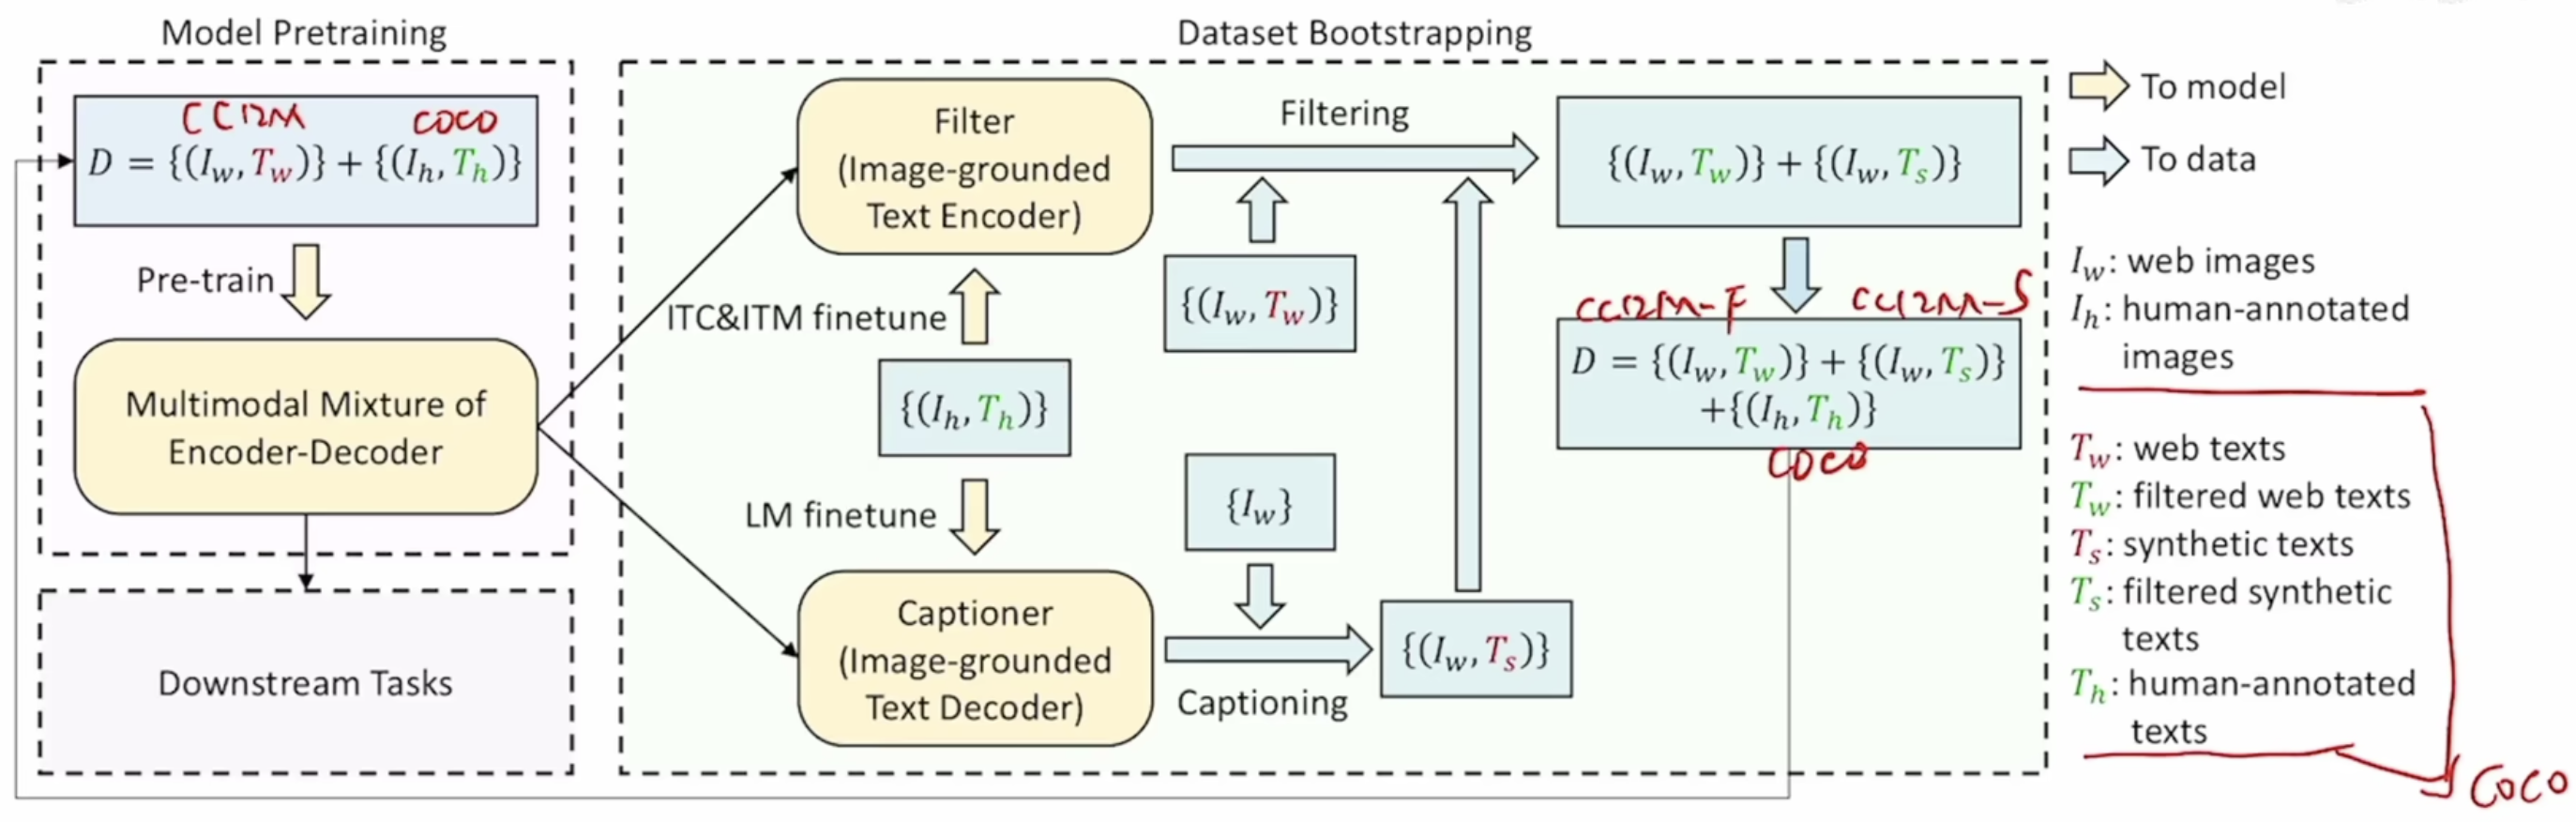 Model Pretraining
CC12M COCO
D = {(I_w, T_w)} + {(I_h, T_h)}
Pre-train
Multimodal Mixture of
Encoder-Decoder
Downstream Tasks
Dataset Bootstrapping
Filter
(Image-grounded
Text Encoder)
ITC&ITM finetune
{(I_h, T_h)}
LM finetune
Captioner
(Image-grounded
Text Decoder)
Filtering
{(I_w, T_w)}
{I_w}
Captioning
{(I_w, T_s)}
{(I_w, T_w)} + {(I_w, T_s)}
CC12M-F CC12M-S
D = {(I_w, T_w)} + {(I_w, T_s)}
+{(I_h, T_h)}
COCO
To model
To data
I_w: web images
I_h: human-annotated
images
T_w: web texts
T_w: filtered web texts
T_s: synthetic texts
T_s: filtered synthetic
texts
T_h: human-annotated
texts
COCO